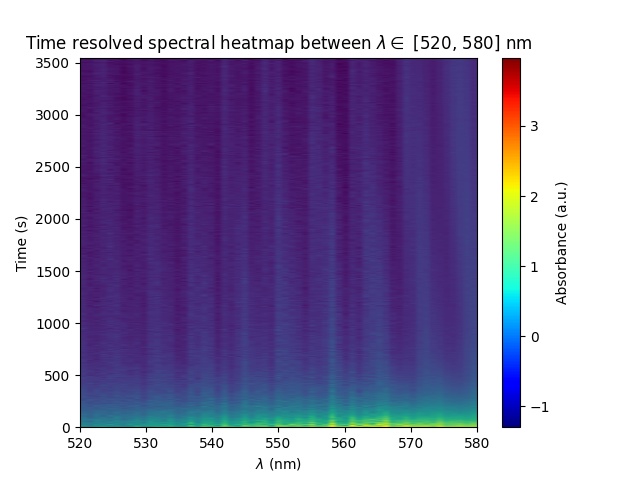 Time resolved spectral heatmap between λ∈ [520, 580] nm
3500
3000
2500
2000
1500
1000
500
0
Time (s)
520 530 540 550 560 570 580
λ (nm)
3
2
1
0
−1
Absorbance (a.u.)